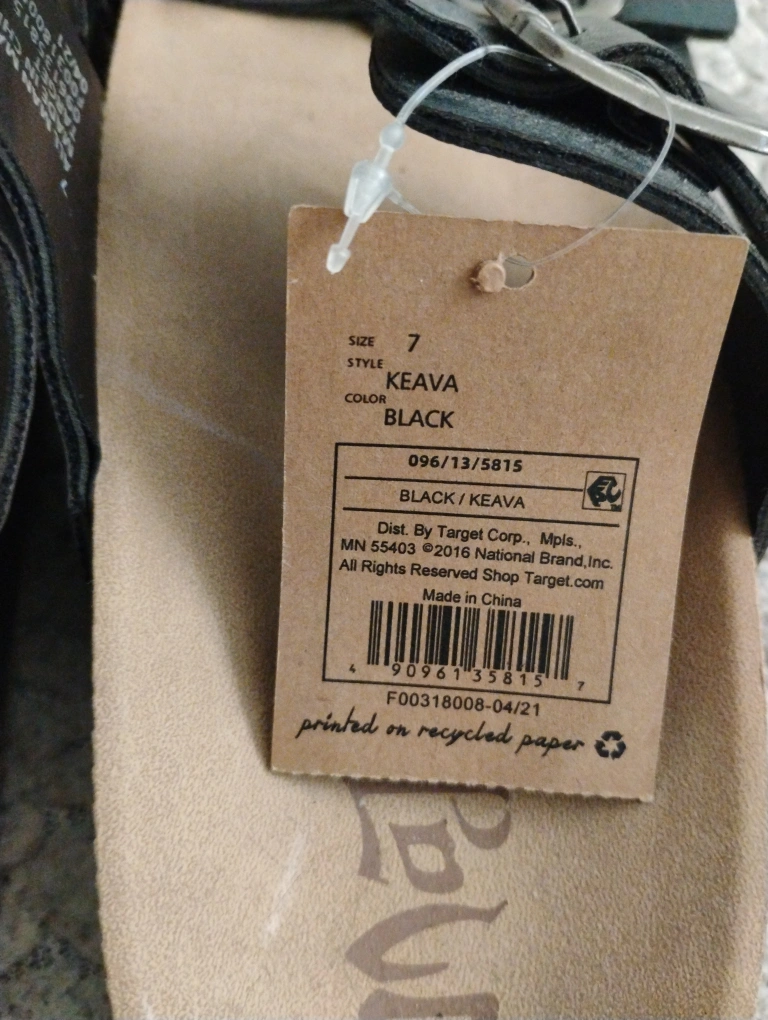 SIZE 7
STYLE
KEAVA
COLOR
BLACK
096/13/5815
BLACK / KEAVA
Dist. By Target Corp., Mpls.,
MN 55403 ©2016 National Brand,Inc.
All Rights Reserved Shop Target.com
Made in China
4 90961 35815 7
F00318008-04/21
printed on recycled paper